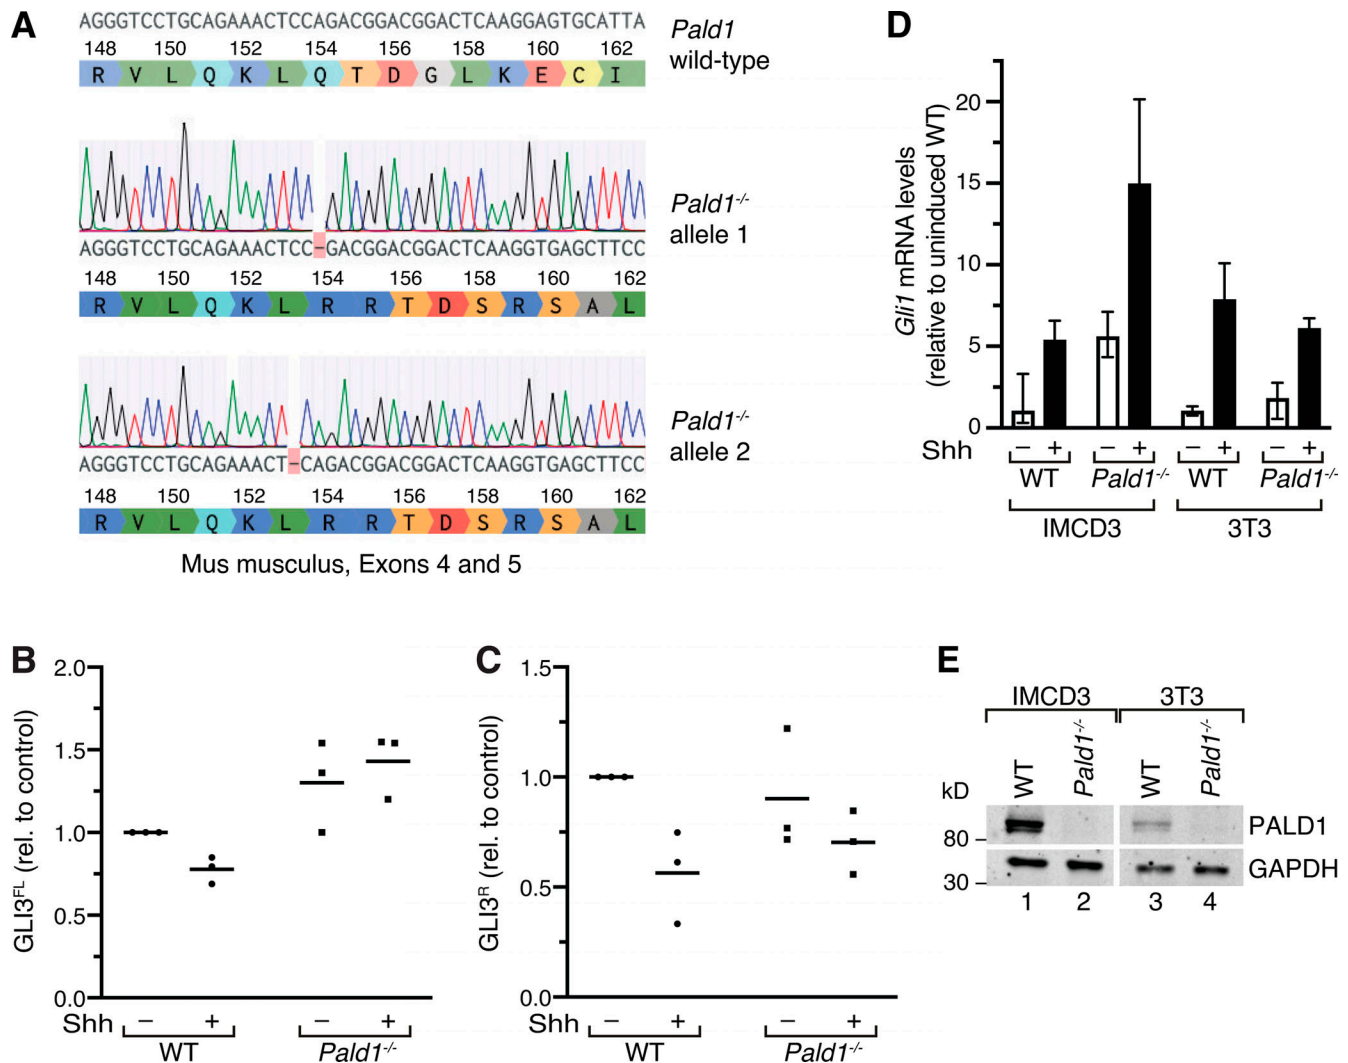 A
AGGGTCCTGCAGAAACTCCAGACGGACGGACTCAAGGAGTGCATTA
148 150 152 154 156 158 160 162
R V L Q K L Q T D G L K E C I
Pald1
wild-type
AGGGTCCTGCAGAAACTCC-GACGGACGGACTCAAGGTGAGCTTCC
148 150 152 154 156 158 160 162
R V L Q K L R R T D S R S A L
Pald1-/-
allele 1
AGGGTCCTGCAGAAACT-CAGACGGACGGACTCAAGGTGAGCTTCC
148 150 152 154 156 158 160 162
R V L Q K L R R T D S R S A L
Pald1-/-
allele 2
Mus musculus, Exons 4 and 5
D
Gli1 mRNA levels
(relative to uninduced WT)
20
15
10
5
0
Shh – + – + – + – +
WT Pald1-/- WT Pald1-/-
IMCD3 3T3
B
GLI3FL (rel. to control)
2.0
1.5
1.0
0.5
0.0
Shh – + – +
WT Pald1-/-
C
GLI3R (rel. to control)
1.5
1.0
0.5
0.0
Shh – + – +
WT Pald1-/-
E
IMCD3 3T3
WT Pald1-/- WT Pald1-/-
kD
80
PALD1
30
GAPDH
1 2 3 4